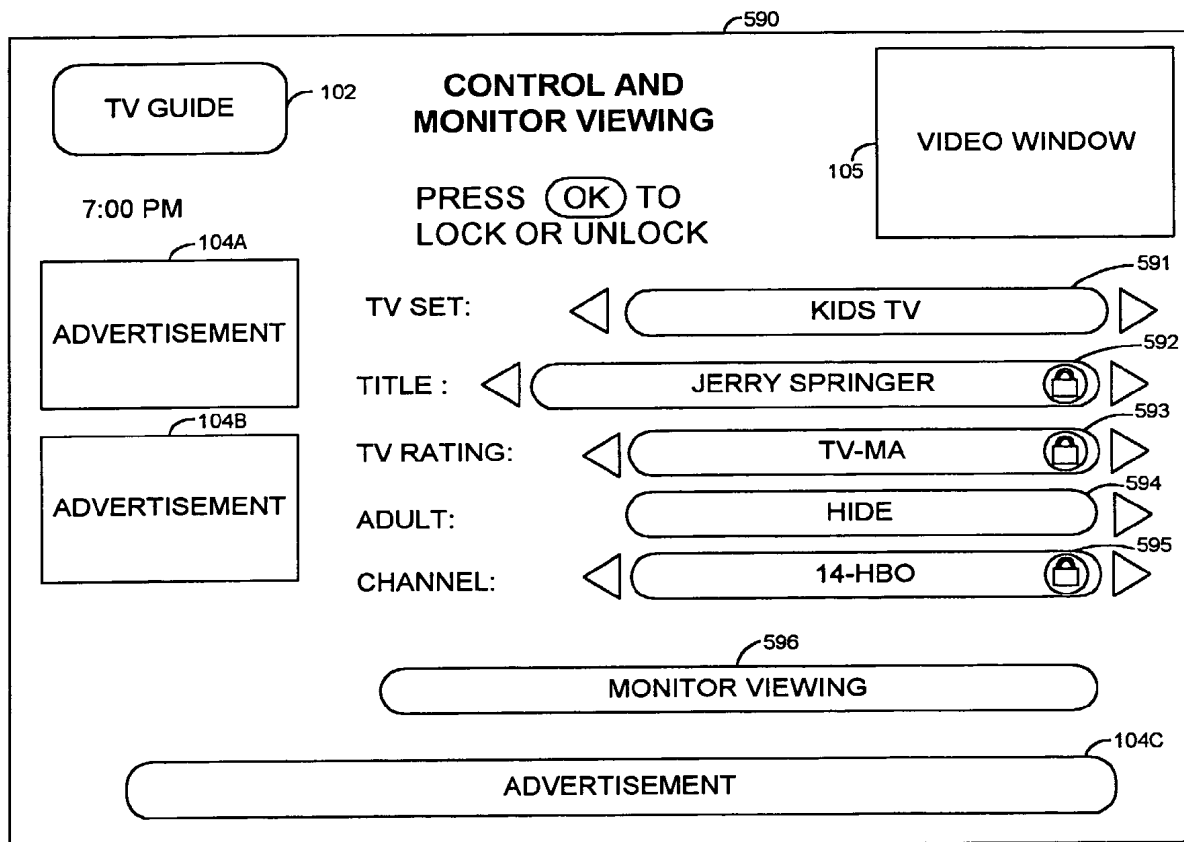 590
TV GUIDE
102
CONTROL AND
MONITOR VIEWING
VIDEO WINDOW
105
7:00 PM
PRESS OK TO
LOCK OR UNLOCK
104A
ADVERTISEMENT
591
TV SET:
KIDS TV
592
TITLE :
JERRY SPRINGER
104B
ADVERTISEMENT
593
TV RATING:
TV-MA
594
ADULT:
HIDE
595
CHANNEL:
14-HBO
596
MONITOR VIEWING
104C
ADVERTISEMENT